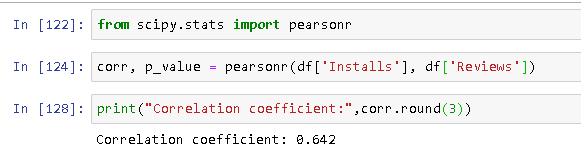 In [122]: from scipy.stats import pearsonr
In [124]: corr, p_value = pearsonr(df['Installs'], df['Reviews'])
In [128]: print("Correlation coefficient:",corr.round(3))
Correlation coefficient: 0.642